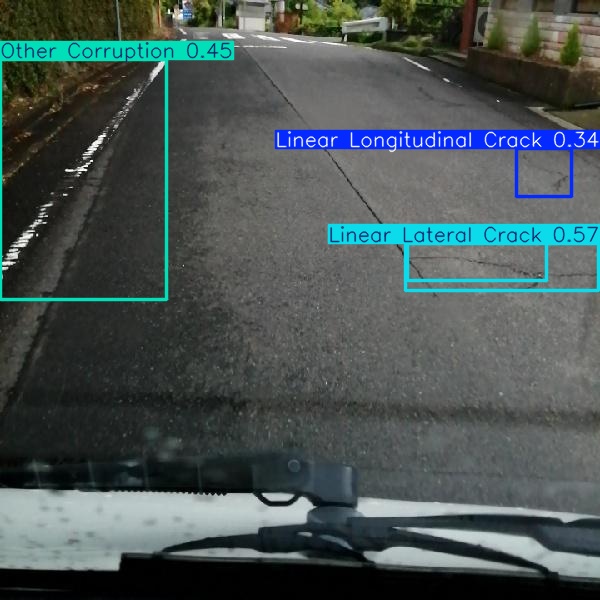 Other Corruption 0.45
Linear Longitudinal Crack 0.34
Linear Lateral Crack 0.57